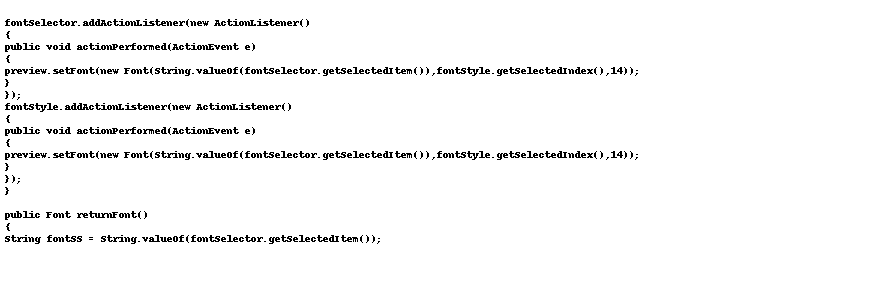 fontSelector.addActionListener(new ActionListener()
{
public void actionPerformed(ActionEvent e)
{
preview.setFont(new Font(String.valueOf(fontSelector.getSelectedItem()),fontStyle.getSelectedIndex(),14));
}
});
fontStyle.addActionListener(new ActionListener()
{
public void actionPerformed(ActionEvent e)
{
preview.setFont(new Font(String.valueOf(fontSelector.getSelectedItem()),fontStyle.getSelectedIndex(),14));
}
});
}
public Font returnFont()
{
String fontSS = String.valueOf(fontSelector.getSelectedItem());